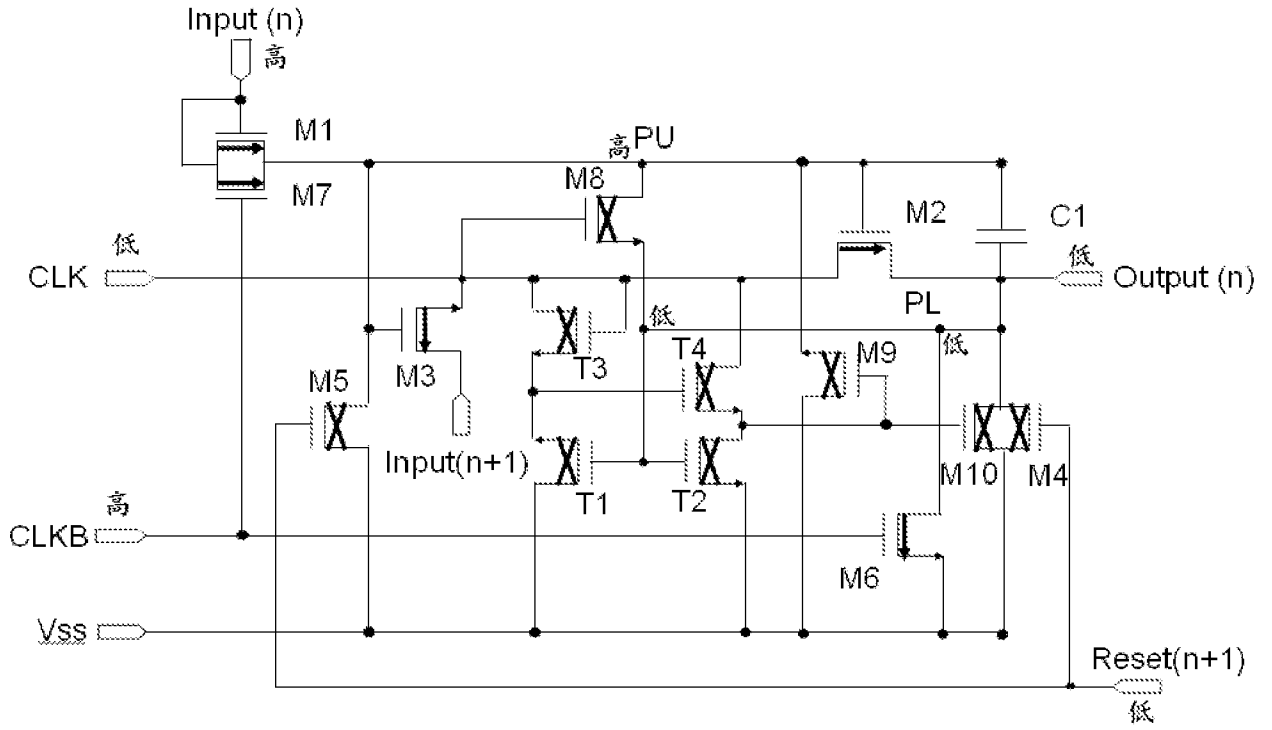 Input (n)
高
M1
高
PU
M7
M8
M2
C1
低
低
CLK
Output (n)
PL
低
低
M3
T3
T4
M9
M5
Input(n+1)
T1
T2
M10
M4
高
CLKB
M6
Vss
Reset(n+1)
低